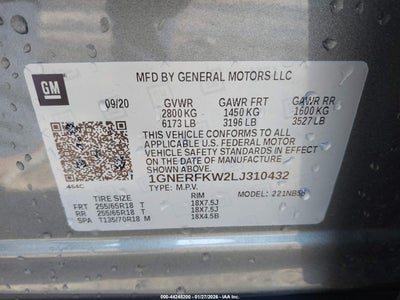 GM
MFD BY GENERAL MOTORS LLC
09/20 GVWR GAWR FRT GAWR RR
2800 KG 1450 KG 1600 KG
6173 LB 3196 LB 3527 LB
THIS VEHICLE CONFORMS TO ALL
APPLICABLE U.S. FEDERAL MOTOR
VEHICLE SAFETY STANDARDS IN EFFECT ON
THE DATE OF MANUFACTURE SHOWN ABOVE.
1GNERFKW2LJ310432
454C TYPE: M.P.V. MODEL:
TIRE SIZE RIM
FRT 255/65R18 T 18X7.5J
RR 255/65R18 T 18X7.5J
SPA T135/70R18 M 18X4.5B
ID: 000-44248200 — 01/27/2026 — IAA